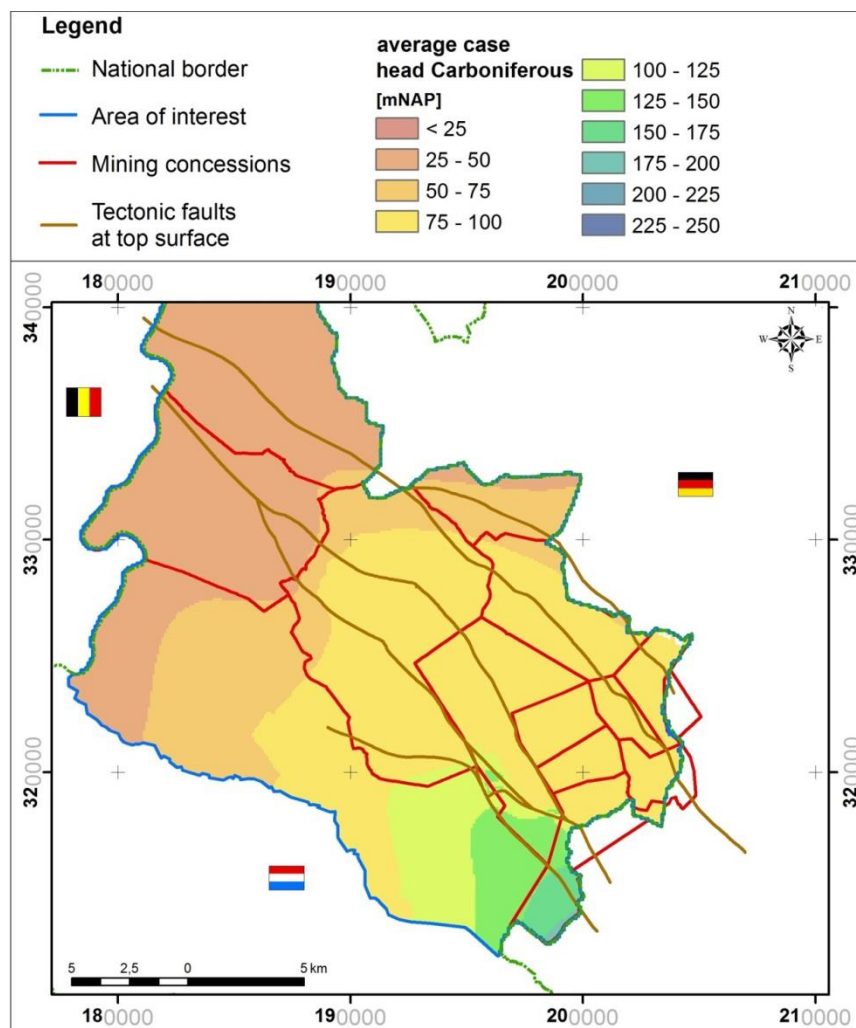 Legend
National border
Area of interest
Mining concessions
Tectonic faults
at top surface
average case
head Carboniferous
[mNAP]
< 25
25 - 50
50 - 75
75 - 100
100 - 125
125 - 150
150 - 175
175 - 200
200 - 225
225 - 250
180000 190000 200000 210000
340000 340000
N
W E
S
330000 330000
320000 320000
5 2,5 0 5 km
180000 190000 200000 210000